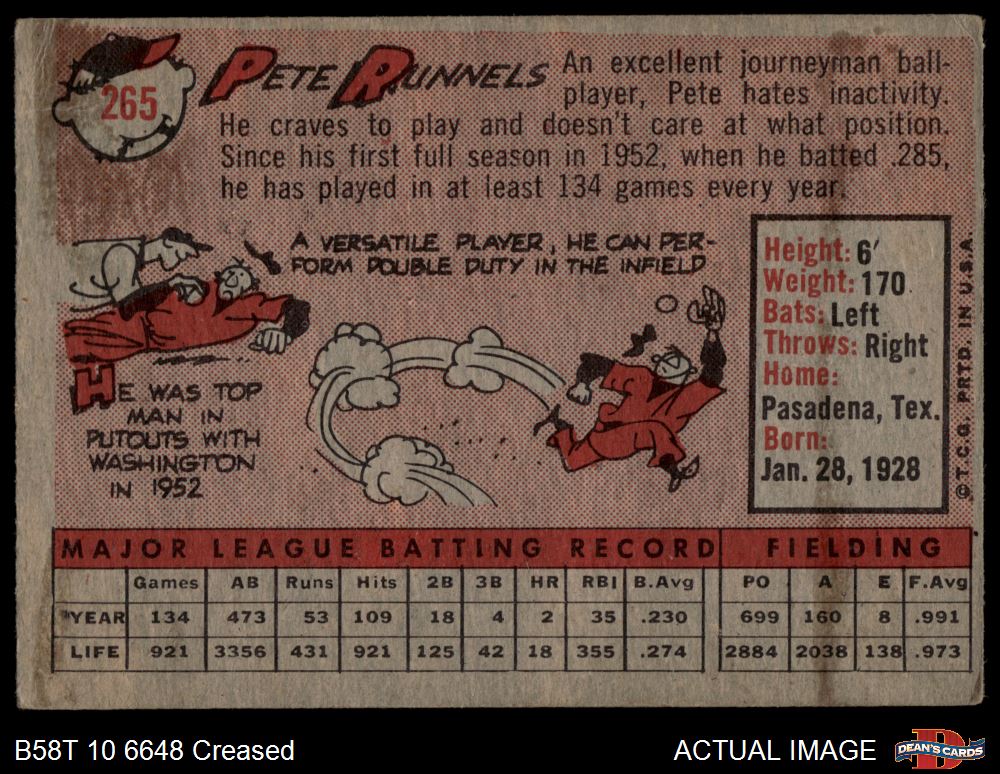 265
PETE RUNNELS
An excellent journeyman ball-
player, Pete hates inactivity.
He craves to play and doesn't care at what position.
Since his first full season in 1952, when he batted .285,
he has played in at least 134 games every year.
A VERSATILE PLAYER, HE CAN PER-
FORM DOUBLE DUTY IN THE INFIELD
HE WAS TOP
MAN IN
PUTOUTS WITH
WASHINGTON
IN 1952
Height: 6'
Weight: 170
Bats: Left
Throws: Right
Home:
Pasadena, Tex.
Born:
Jan. 28, 1928
© T.C.G. PRTD. IN U.S.A.
MAJOR LEAGUE BATTING RECORD FIELDING
Games AB Runs Hits 2B 3B HR RBI B.Avg PO A E F.Avg
YEAR 134 473 53 109 18 4 2 35 .230 699 160 8 .991
LIFE 921 3356 431 921 125 42 18 355 .274 2884 2038 138 .973
B58T 10 6648 Creased
ACTUAL IMAGE
DEAN'S CARDS